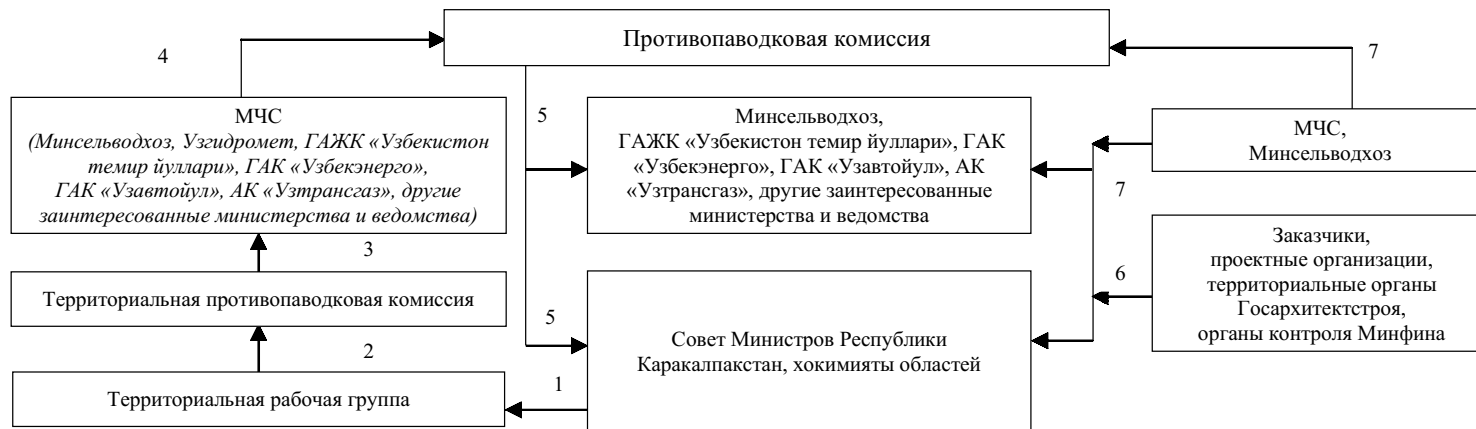 Противопаводковая комиссия
4
7
МЧС
(Минсельводхоз, Узгидромет, ГАЖК «Узбекистон
темир йуллари», ГАК «Узбекэнерго»,
ГАК «Узавтойул», АК «Узтрансгаз», другие
заинтересованные министерства и ведомства)
5
Минсельводхоз,
ГАЖК «Узбекистон темир йуллари», ГАК
«Узбекэнерго», ГАК «Узавтойул», АК
«Узтрансгаз», другие заинтересованные
министерства и ведомства
МЧС,
Минсельводхоз
7
3
Территориальная противопаводковая комиссия
2
Территориальная рабочая группа
5
1
Совет Министров Республики
Каракалпакстан, хокимияты областей
6
Заказчики,
проектные организации,
территориальные органы
Госархитектстроя,
органы контроля Минфина